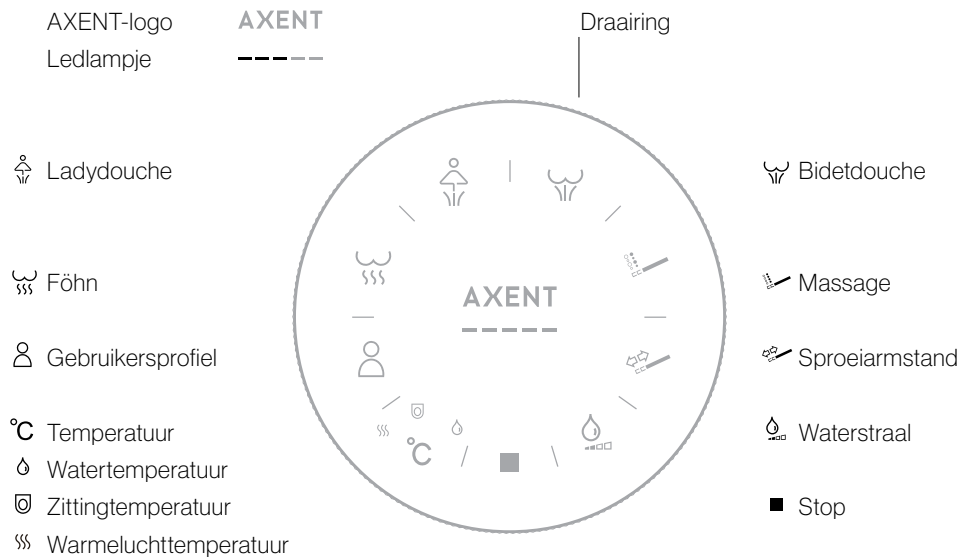 AXENT-logo AXENT Draairing
Ledlampje
Ladydouche Bidetdouche
Föhn Massage
AXENT
Gebruikersprofiel Sproeiarmstand
°C Temperatuur Waterstraal
°C
Watertemperatuur
Zittingtemperatuur Stop
Warmeluchttemperatuur